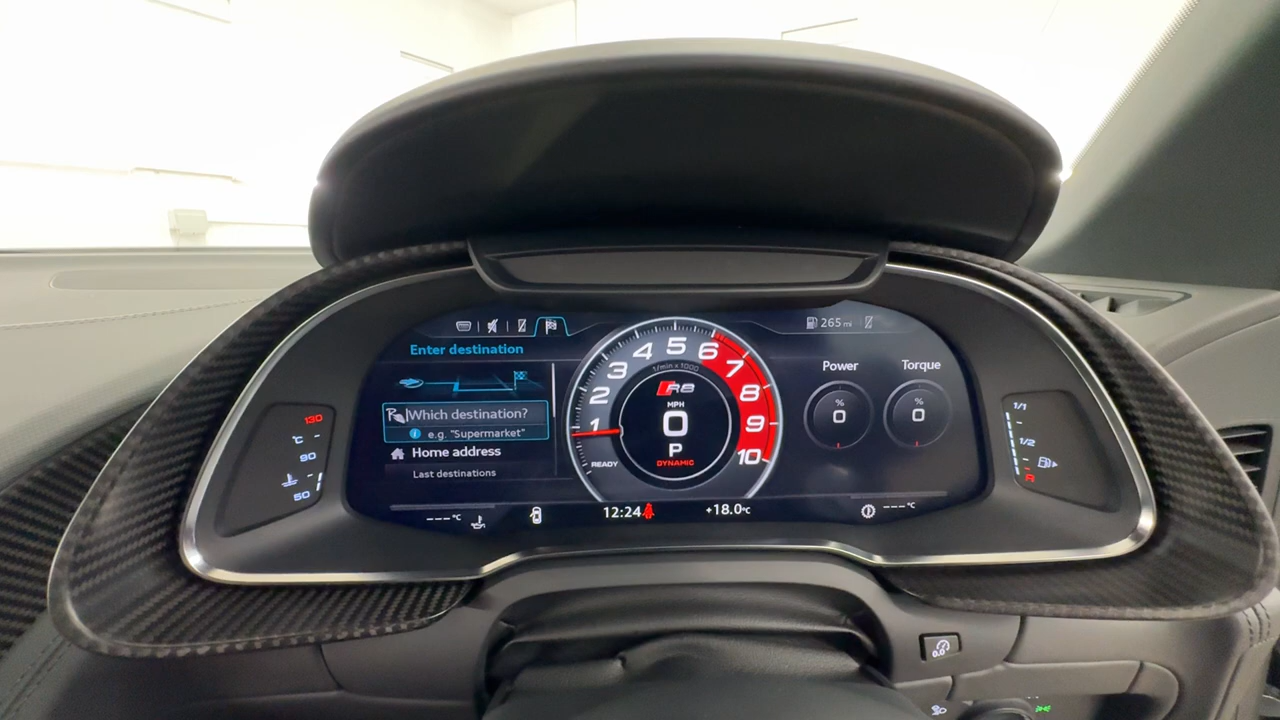 Enter destination
Which destination?
e.g. "Supermarket"
Home address
Last destinations
130
°C
90
50
1 2 3 4 5 6 7 8 9 10
1/min x 1000
R8
MPH
0
P
DYNAMIC
READY
265 mi
Power
Torque
%
0
%
0
1/1
1/2
R
---°C
12:24
+18.0°C
---°C
0.0